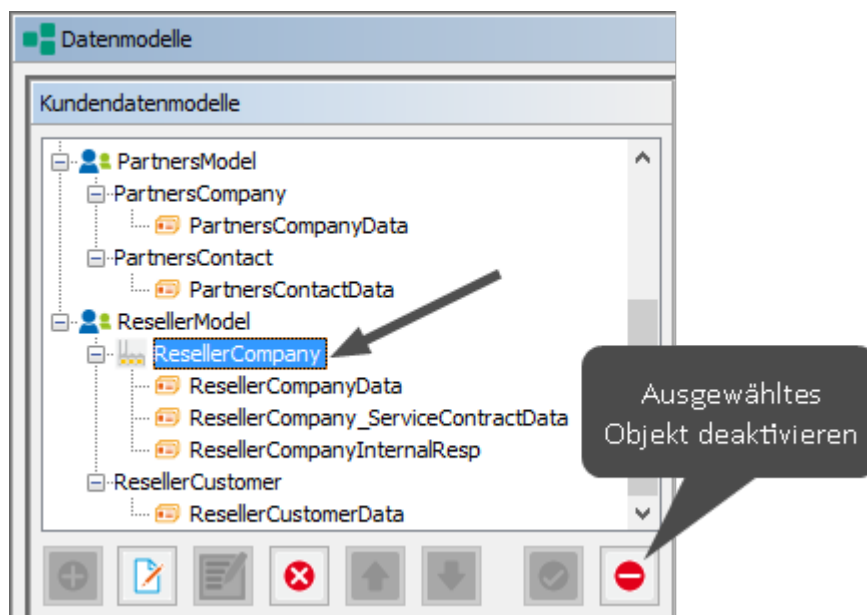 Datenmodelle
Kundendatenmodelle
PartnersModel
PartnersCompany
PartnersCompanyData
PartnersContact
PartnersContactData
ResellerModel
ResellerCompany
ResellerCompanyData
ResellerCompany_ServiceContractData
ResellerCompanyInternalResp
ResellerCustomer
ResellerCustomerData
Ausgewähltes
Objekt deaktivieren